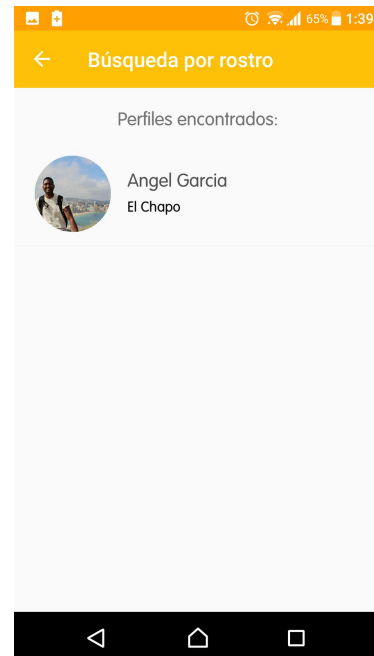 65% 1:39
Búsqueda por rostro
Perfiles encontrados:
Angel Garcia
El Chapo